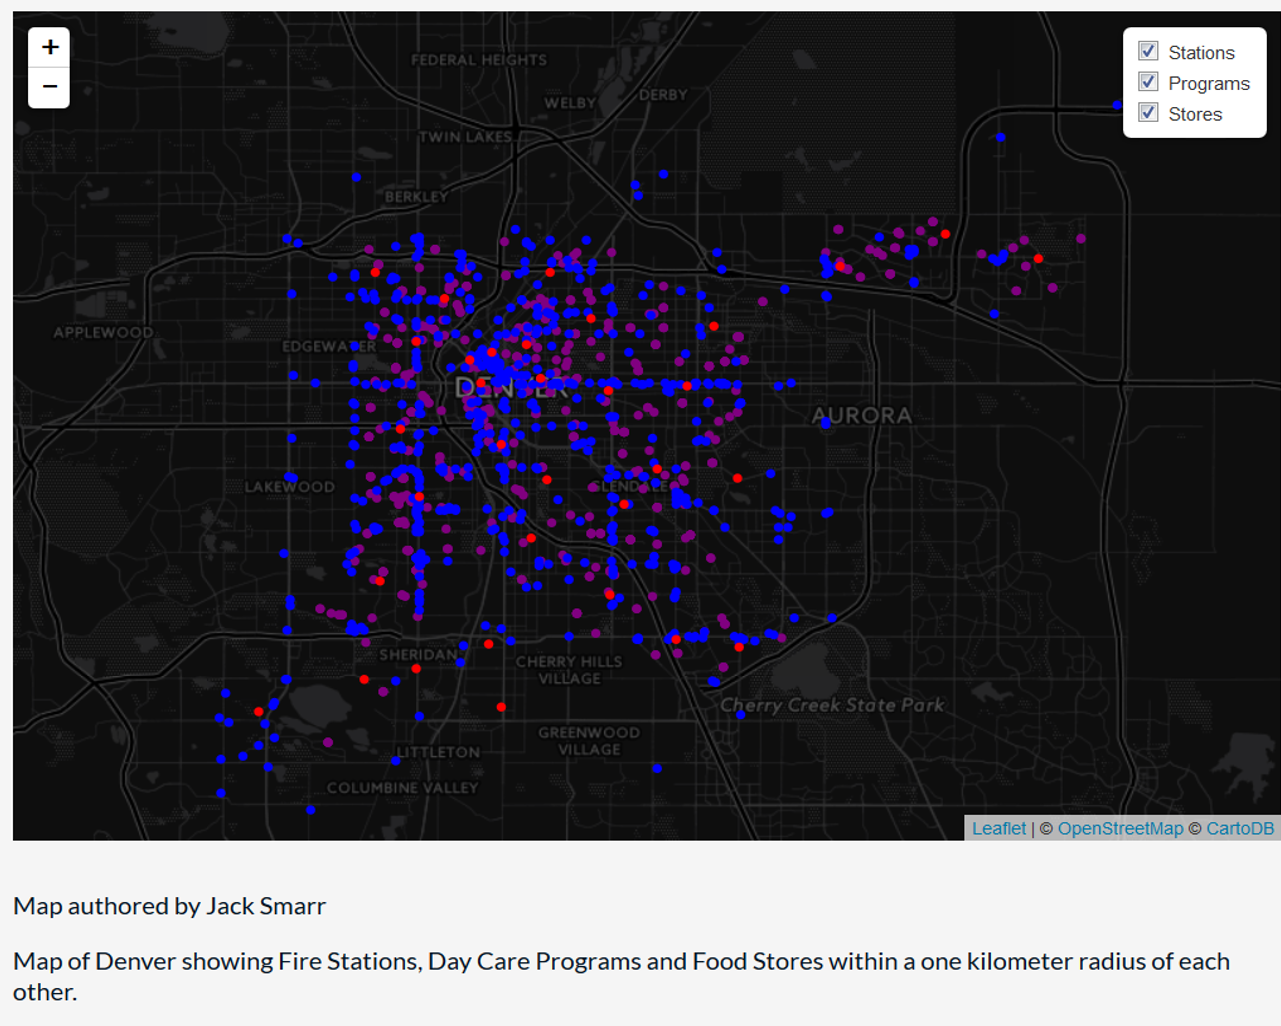 +
−
Stations
Programs
Stores
FEDERAL HEIGHTS
WELBY
DERBY
TWIN LAKES
BERKLEY
APPLEWOOD
EDGEWATER
DENVER
AURORA
LAKEWOOD
GLENDALE
SHERIDAN
CHERRY HILLS
VILLAGE
Cherry Creek State Park
GREENWOOD
VILLAGE
LITTLETON
COLUMBINE VALLEY
Leaflet | © OpenStreetMap © CartoDB
Map authored by Jack Smarr
Map of Denver showing Fire Stations, Day Care Programs and Food Stores within a one kilometer radius of each
other.